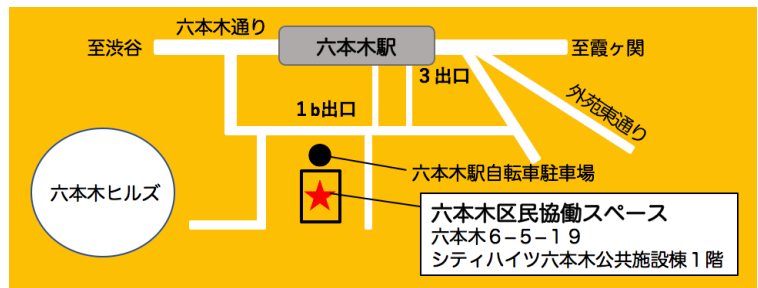 六本木通り
至渋谷
六本木駅
至霞ヶ関
３出口
１b出口
外苑東通り
六本木ヒルズ
六本木駅自転車駐車場
六本木区民協働スペース
六本木６−５−１９
シティハイツ六本木公共施設棟１階